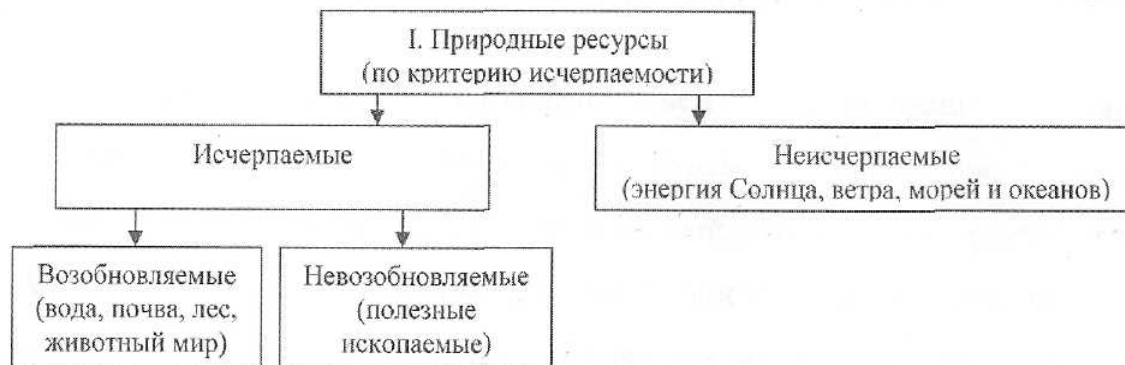 I. Природные ресурсы
(по критерию исчерпаемости)
Исчерпаемые
Неисчерпаемые
(энергия Солнца, ветра, морей и океанов)
Возобновляемые
(вода, почва, лес,
животный мир)
Невозобновляемые
(полезные
ископаемые)